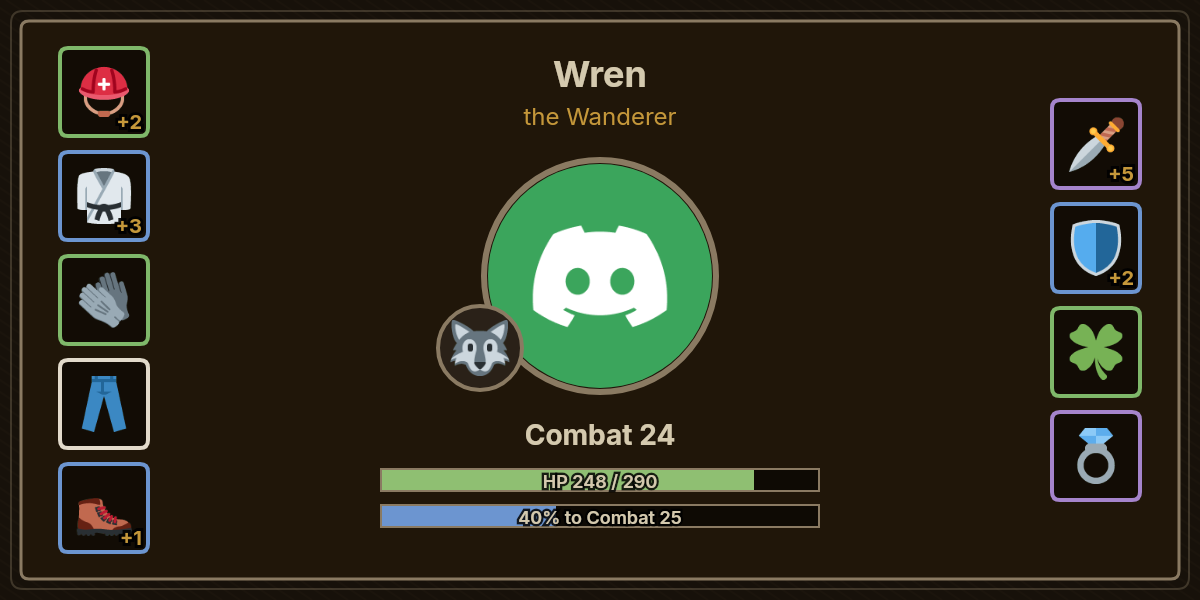 +2
+3
+1
Wren
the Wanderer
Combat 24
HP 248 / 290
40% to Combat 25
+5
+2